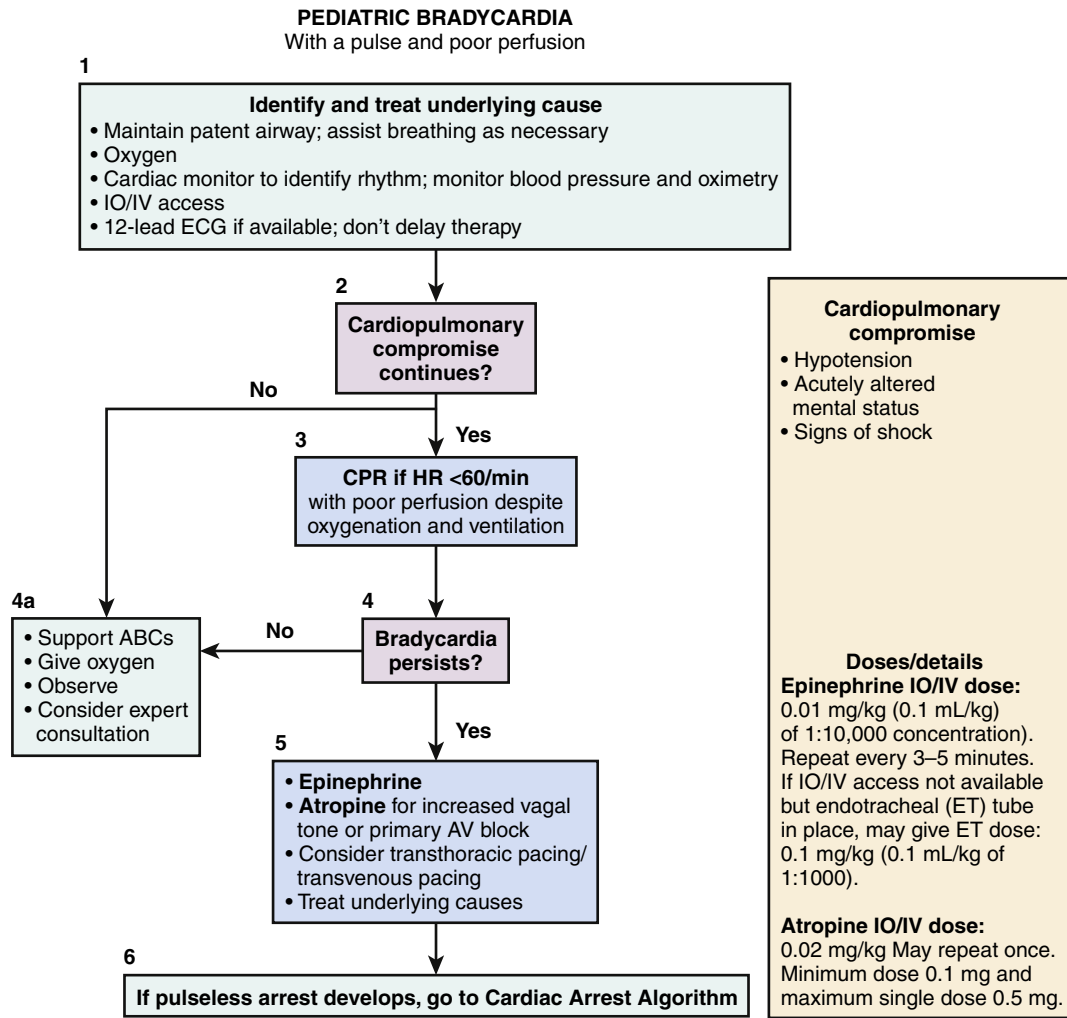 PEDIATRIC BRADYCARDIA
With a pulse and poor perfusion
1
Identify and treat underlying cause
• Maintain patent airway; assist breathing as necessary
• Oxygen
• Cardiac monitor to identify rhythm; monitor blood pressure and oximetry
• IO/IV access
• 12-lead ECG if available; don't delay therapy
2
Cardiopulmonary
compromise
continues?
No
Yes
3
CPR if HR <60/min
with poor perfusion despite
oxygenation and ventilation
4a
• Support ABCs
• Give oxygen
• Observe
• Consider expert
consultation
No
4
Bradycardia
persists?
Yes
5
• Epinephrine
• Atropine for increased vagal
tone or primary AV block
• Consider transthoracic pacing/
transvenous pacing
• Treat underlying causes
6
If pulseless arrest develops, go to Cardiac Arrest Algorithm
Cardiopulmonary
compromise
• Hypotension
• Acutely altered
mental status
• Signs of shock
Doses/details
Epinephrine IO/IV dose:
0.01 mg/kg (0.1 mL/kg)
of 1:10,000 concentration).
Repeat every 3–5 minutes.
If IO/IV access not available
but endotracheal (ET) tube
in place, may give ET dose:
0.1 mg/kg (0.1 mL/kg of
1:1000).
Atropine IO/IV dose:
0.02 mg/kg May repeat once.
Minimum dose 0.1 mg and
maximum single dose 0.5 mg.